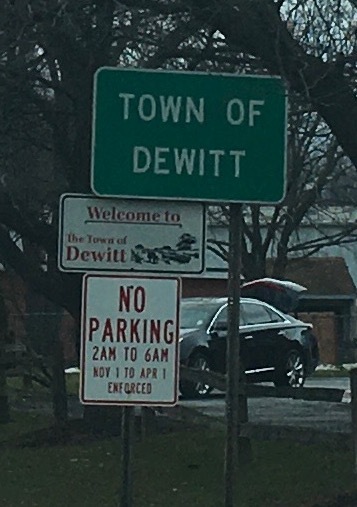 TOWN OF
DEWITT
Welcome to
The Town of
Dewitt
NO
PARKING
2AM TO 6AM
NOV 1 TO APR 1
ENFORCED